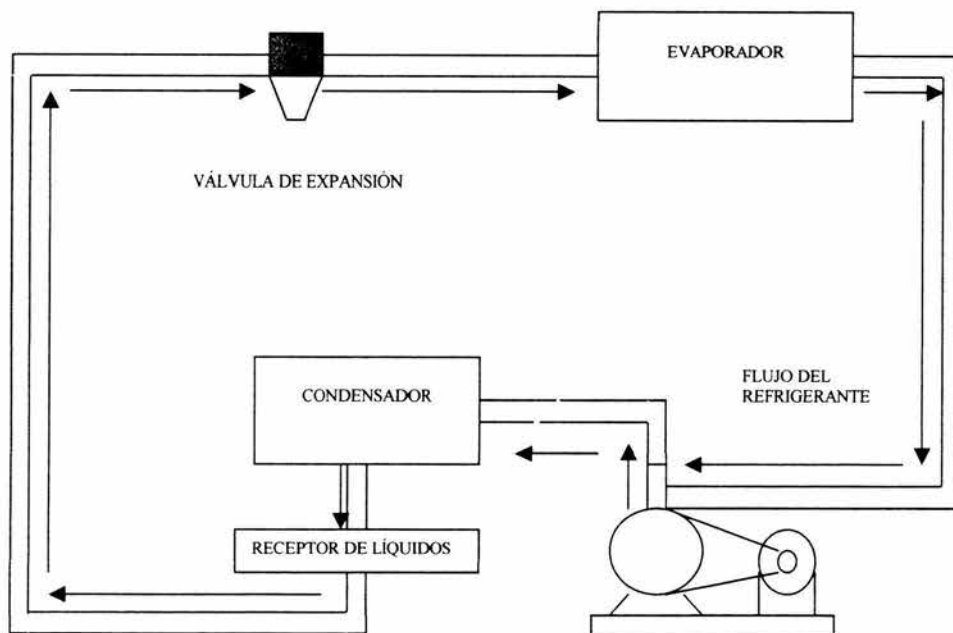 EVAPORADOR
VÁLVULA DE EXPANSIÓN
CONDENSADOR
FLUJO DEL
REFRIGERANTE
RECEPTOR DE LÍQUIDOS